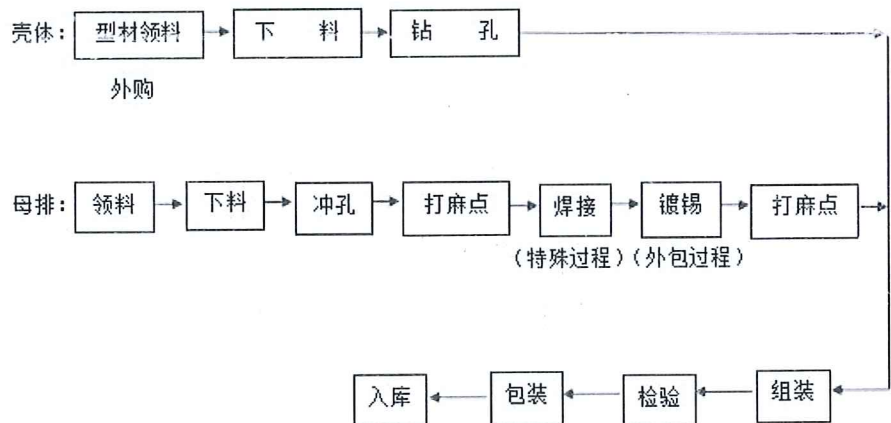 壳体： 型材领料 下 料 钻 孔
外购
母排： 领料 下料 冲孔 打麻点 焊接 镀锡 打麻点
（特殊过程）（外包过程）
入库 包装 检验 组装